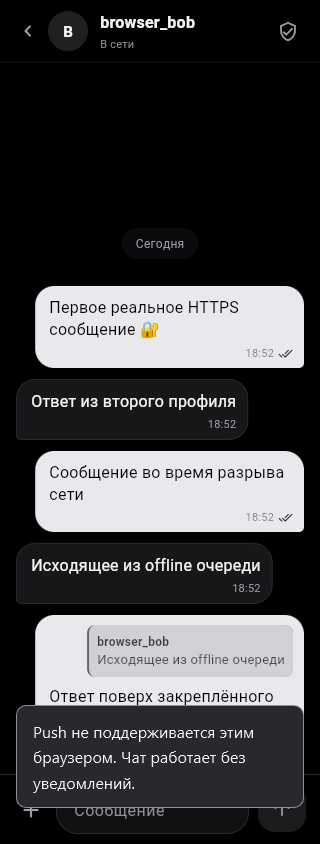 B
browser_bob
В сети
Сегодня
Первое реальное HTTPS
сообщение 🔐
18:52
Ответ из второго профиля
18:52
Сообщение во время разрыва
сети
18:52
Исходящее из offline очереди
18:52
browser_bob
Исходящее из offline очереди
Ответ поверх закреплённого
Push не поддерживается этим
браузером. Чат работает без
уведомлений.
Сообщение